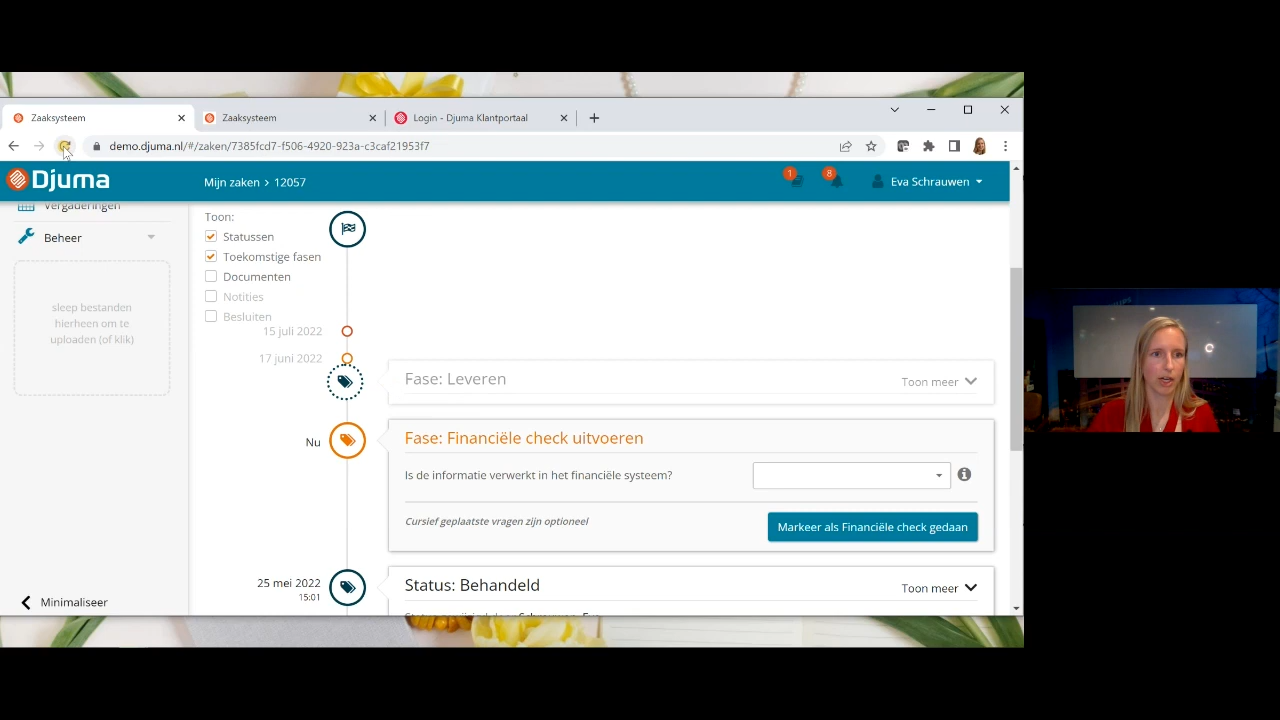 Zaaksysteem
Zaaksysteem
Login - Djuma Klantportaal
demo.djuma.nl/#/zaken/7385fcd7-f506-4920-923a-c3caf21953f7
Djuma
Mijn zaken > 12057
1
8
Eva Schrauwen
Vergaderingen
Beheer
sleep bestanden
hierheen om te
uploaden (of klik)
Minimaliseer
Toon:
Statussen
Toekomstige fasen
Documenten
Notities
Besluiten
15 juli 2022
17 juni 2022
Fase: Leveren
Toon meer
Nu
Fase: Financiële check uitvoeren
Is de informatie verwerkt in het financiële systeem?
Cursief geplaatste vragen zijn optioneel
Markeer als Financiële check gedaan
25 mei 2022
15:01
Status: Behandeld
Toon meer